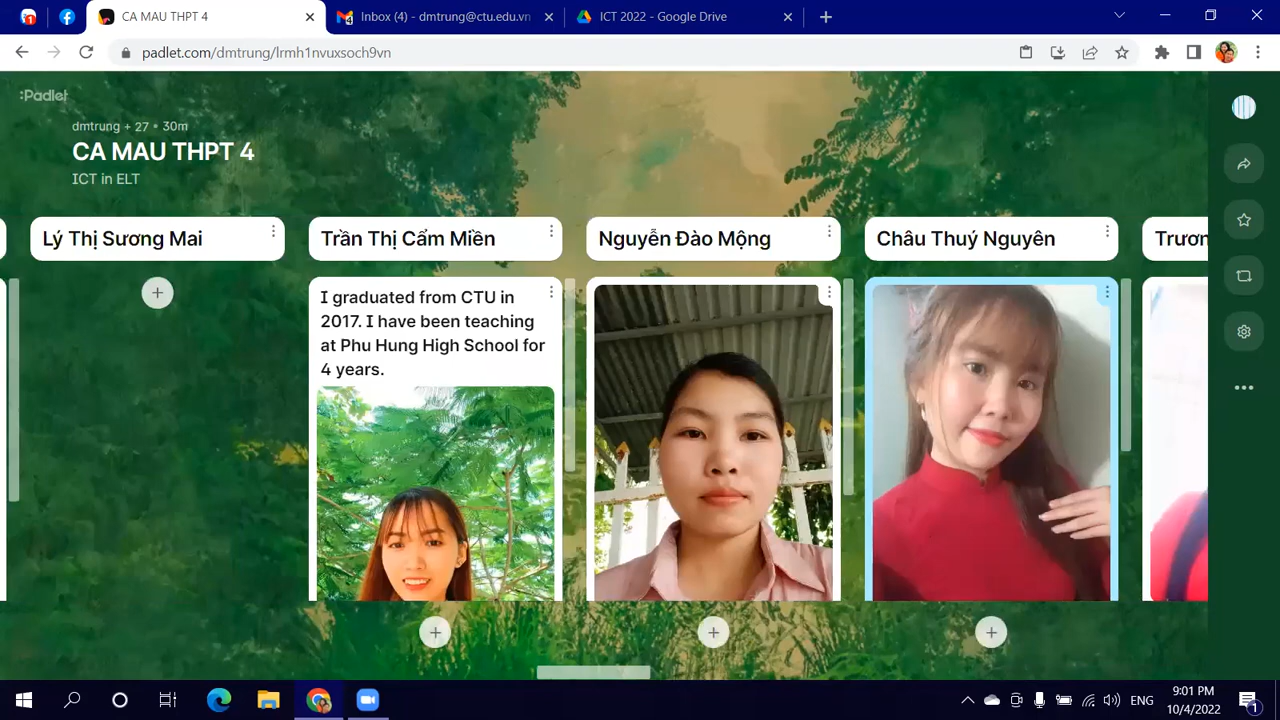 CA MAU THPT 4
Inbox (4) - dmtrung@ctu.edu.vn
ICT 2022 - Google Drive
padlet.com/dmtrung/lrmh1nvuxsoch9vn
:Padlet
dmtrung + 27 • 30m
CA MAU THPT 4
ICT in ELT
Lý Thị Sương Mai
Trần Thị Cẩm Miền
Nguyễn Đào Mộng
Châu Thuý Nguyên
Trươn
I graduated from CTU in
2017. I have been teaching
at Phu Hung High School for
4 years.
ENG
9:01 PM
10/4/2022
1